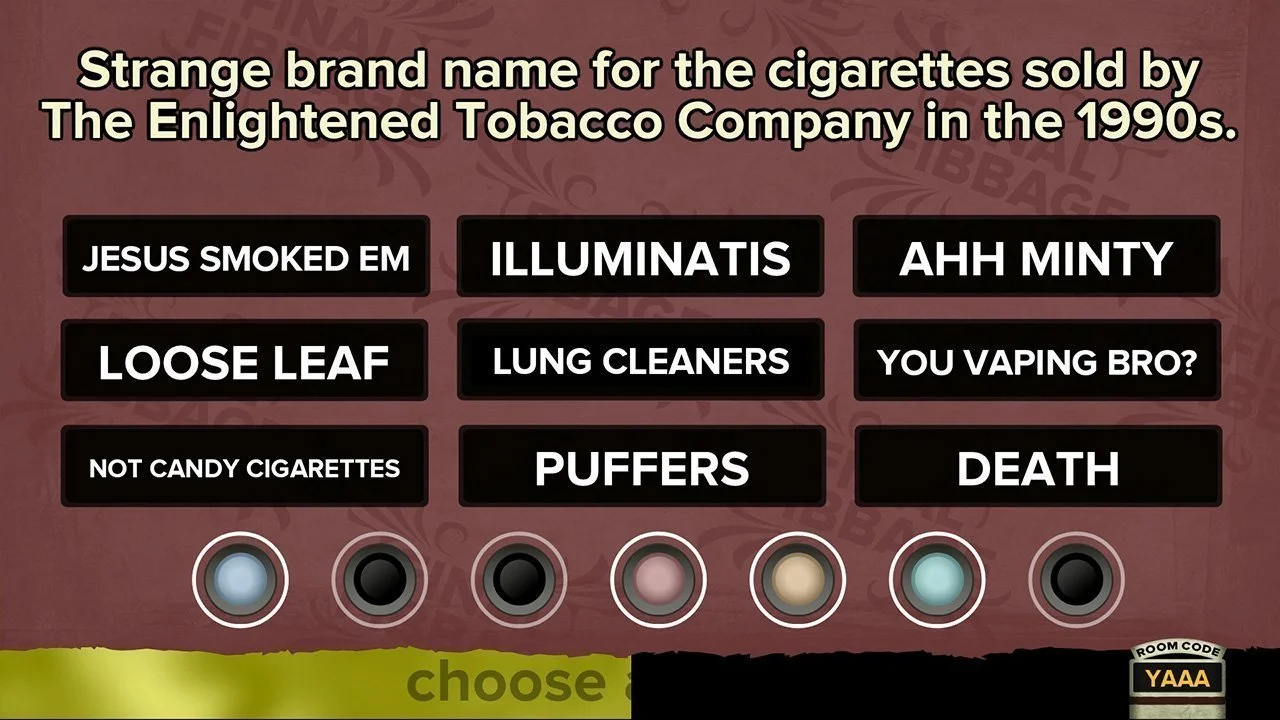 Strange brand name for the cigarettes sold by
The Enlightened Tobacco Company in the 1990s.
JESUS SMOKED EM
ILLUMINATIS
AHH MINTY
LOOSE LEAF
LUNG CLEANERS
YOU VAPING BRO?
NOT CANDY CIGARETTES
PUFFERS
DEATH
choose
ROOM CODE
YAAA